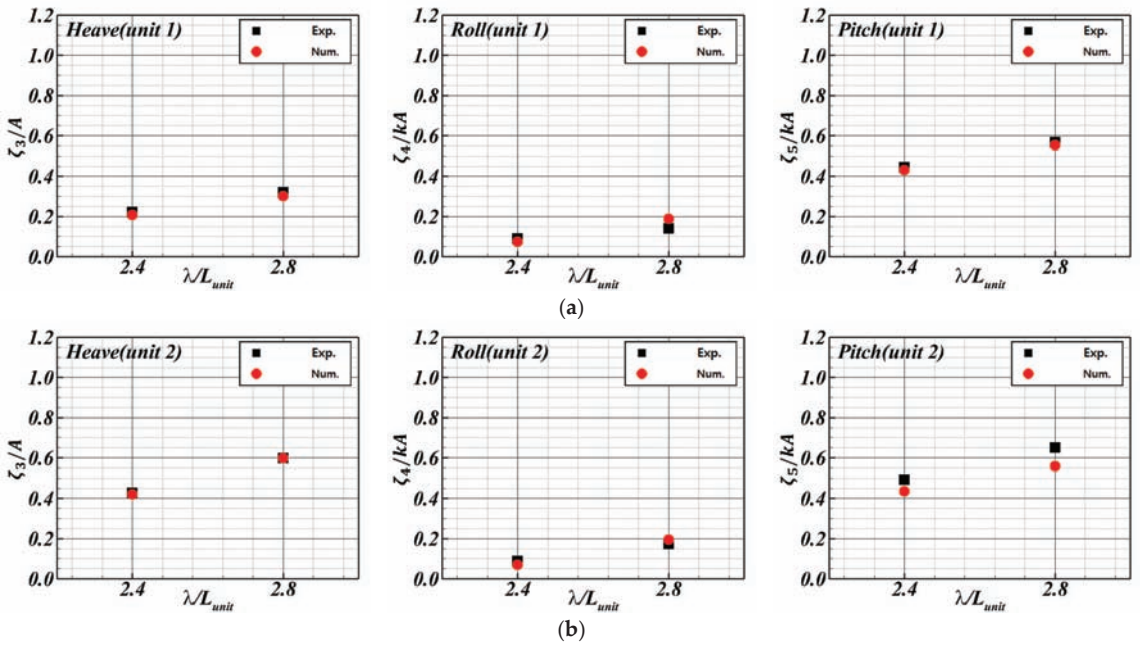 Heave(unit 1)
Exp.
Num.
1.2
1.0
0.8
0.6
0.4
0.2
0.0
ζ₃/A
2.4
2.8
λ/L_unit
Roll(unit 1)
Exp.
Num.
1.2
1.0
0.8
0.6
0.4
0.2
0.0
ζ₄/kA
2.4
2.8
λ/L_unit
Pitch(unit 1)
Exp.
Num.
1.2
1.0
0.8
0.6
0.4
0.2
0.0
ζ₅/kA
2.4
2.8
λ/L_unit
(a)
Heave(unit 2)
Exp.
Num.
1.2
1.0
0.8
0.6
0.4
0.2
0.0
ζ₃/A
2.4
2.8
λ/L_unit
Roll(unit 2)
Exp.
Num.
1.2
1.0
0.8
0.6
0.4
0.2
0.0
ζ₄/kA
2.4
2.8
λ/L_unit
Pitch(unit 2)
Exp.
Num.
1.2
1.0
0.8
0.6
0.4
0.2
0.0
ζ₅/kA
2.4
2.8
λ/L_unit
(b)